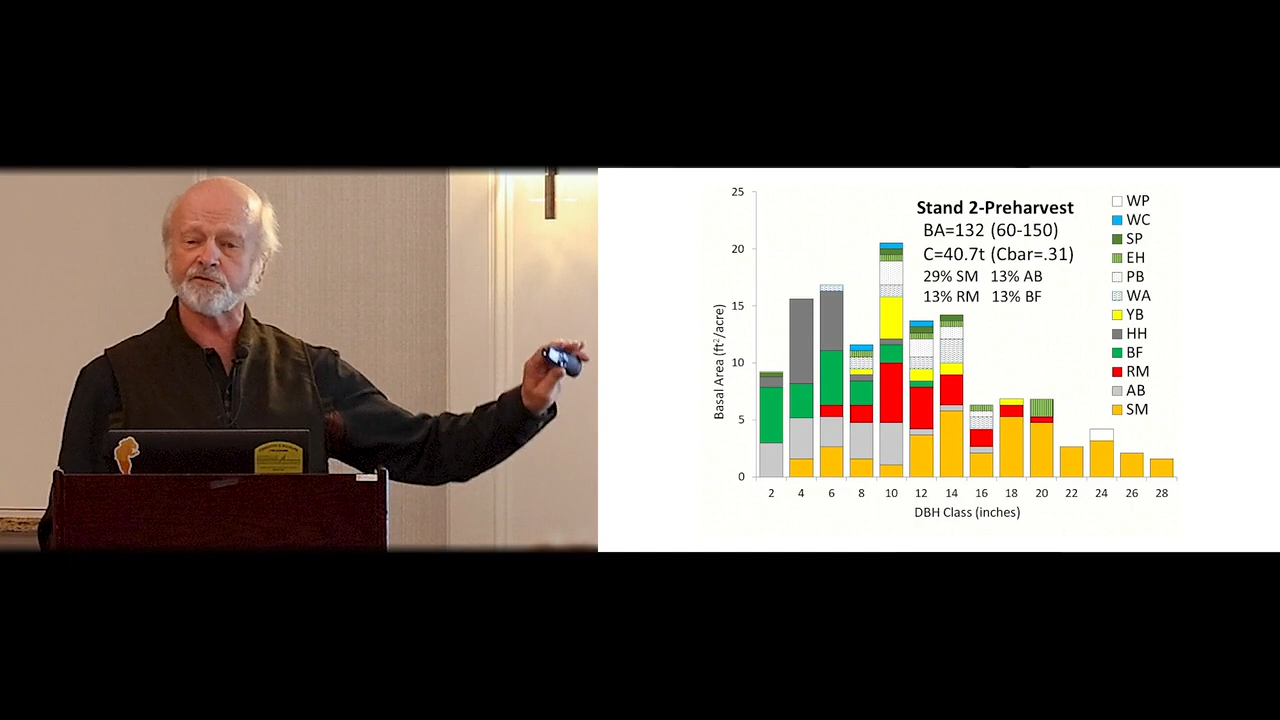 25
20
15
10
5
0
Basal Area (ft²/acre)
Stand 2-Preharvest
BA=132 (60-150)
C=40.7t (Cbar=.31)
29% SM 13% AB
13% RM 13% BF
WP
WC
SP
EH
PB
WA
YB
HH
BF
RM
AB
SM
2 4 6 8 10 12 14 16 18 20 22 24 26 28
DBH Class (inches)